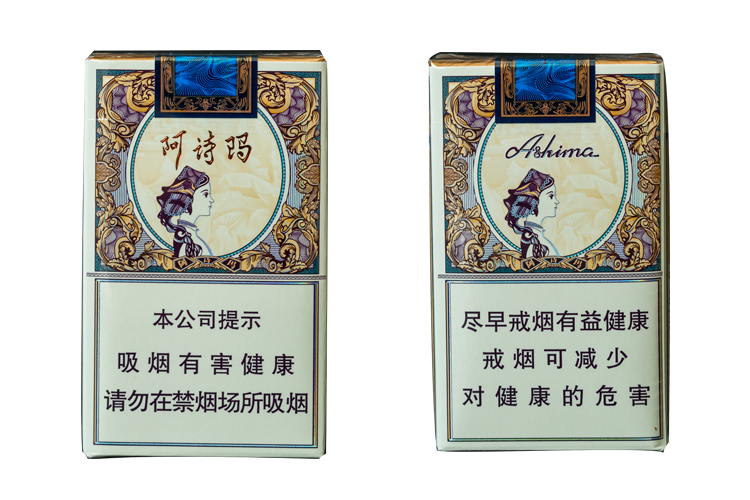 阿诗玛
本公司提示
吸烟有害健康
请勿在禁烟场所吸烟
Ashima
尽早戒烟有益健康
戒烟可减少
对健康的危害